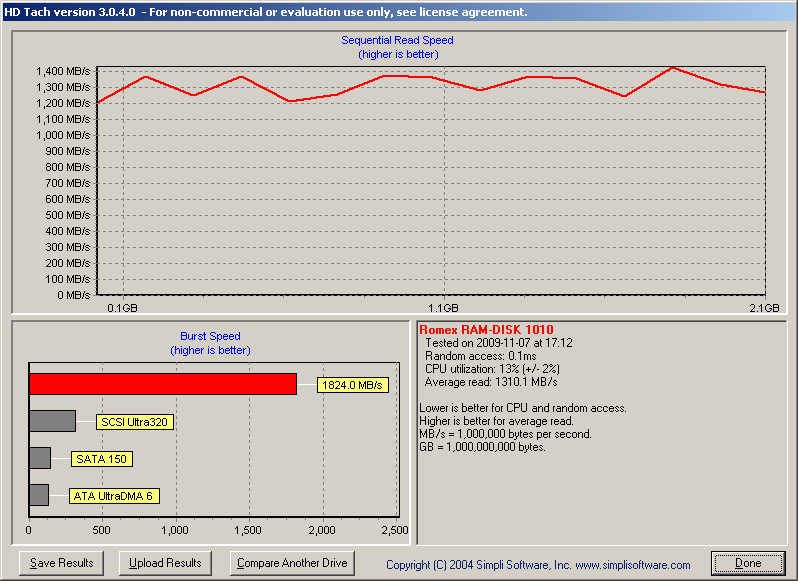 HD Tach version 3.0.4.0 - For non-commercial or evaluation use only, see license agreement.
Sequential Read Speed
(higher is better)
1,400 MB/s
1,300 MB/s
1,200 MB/s
1,100 MB/s
1,000 MB/s
900 MB/s
800 MB/s
700 MB/s
600 MB/s
500 MB/s
400 MB/s
300 MB/s
200 MB/s
100 MB/s
0 MB/s
0.1GB 1.1GB 2.1GB
Burst Speed
(higher is better)
1824.0 MB/s
SCSI Ultra320
SATA 150
ATA UltraDMA 6
0 500 1,000 1,500 2,000 2,500
Romex RAM-DISK 1010
Tested on 2009-11-07 at 17:12
Random access: 0.1ms
CPU utilization: 13% (+/- 2%)
Average read: 1310.1 MB/s
Lower is better for CPU and random access.
Higher is better for average read.
MB/s = 1,000,000 bytes per second.
GB = 1,000,000,000 bytes.
Save Results Upload Results Compare Another Drive Copyright (C) 2004 Simpli Software, Inc. www.simplisoftware.com Done